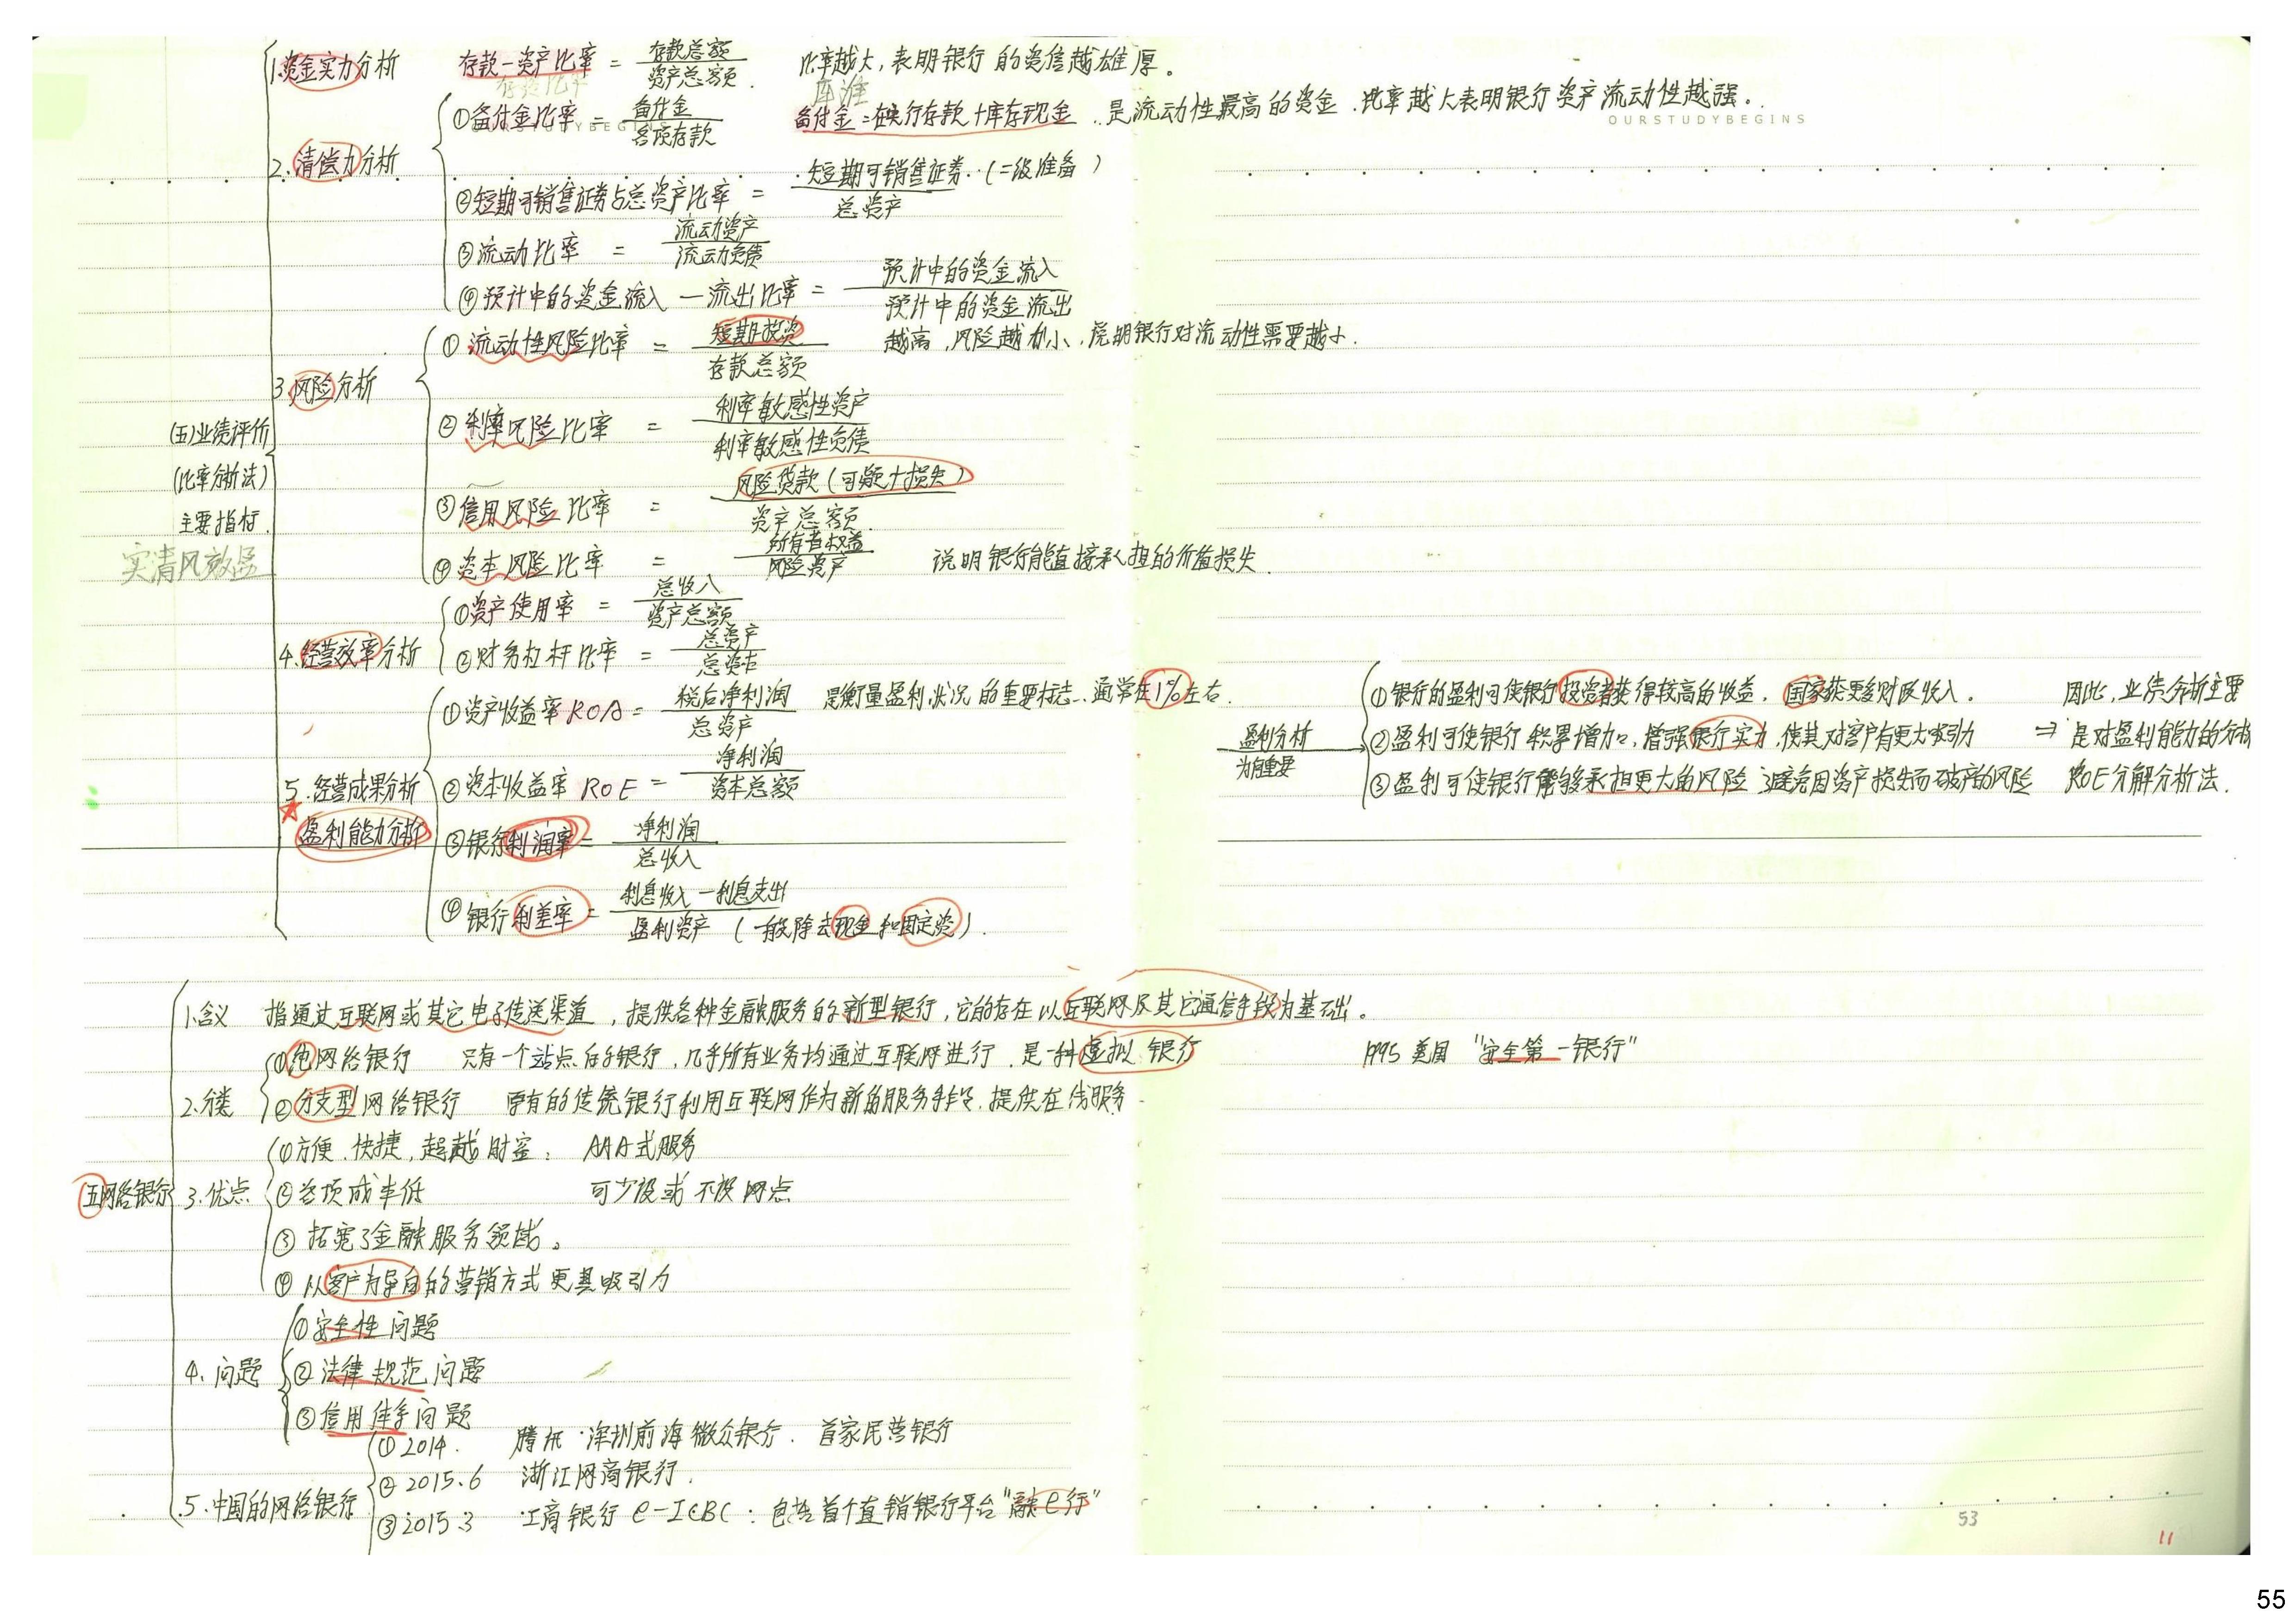 1.资金实力分析 存款—资产比率 = 存款总额/资产总额. 比率越大,表明银行的资信越雄厚。
存贷比率 库 准
OURSTUDYBEGINS
①备付金比率 = 备付金/各项存款 备付金=在央行存款+库存现金,是流动性最高的资金.比率越大表明银行资产流动性越强。
OURSTUDYBEGINS
2.清偿力分析
②短期可销售证券占总资产比率 = 短期可销售证券(二级准备)/总资产
③流动比率 = 流动资产/流动负债
④预计中的资金流入—流出比率 = 预计中的资金流入/预计中的资金流出
①流动性风险比率 = 短期投资/存款总额 越高,风险越小,说明银行对流动性需要越小.
3.风险分析
②利率风险比率 = 利率敏感性资产/利率敏感性负债
(五)业绩评价
(比率分析法)
主要指标.
实清风效盈
③信用风险比率 = 风险贷款(可疑+损失)/资产总额.
④资本风险比率 = 所有者权益/风险资产 说明银行能直接承担的价值损失.
①资产使用率 = 总收入/资产总额
4.经营效率分析 ②财务杠杆比率 = 总资产/总资本
①资产收益率ROA = 税后净利润/总资产 是衡量盈利状况的重要标志.通常在1%左右.
5.经营成果分析 ②资本收益率ROE = 净利润/资本总额
盈利能力分析 ③银行利润率 = 净利润/总收入
④银行利差率 = 利息收入—利息支出/盈利资产(一般除去现金和固定资)。
盈利分析
为何重要
①银行的盈利可使银行投资者获得较高的收益,国家获更多财政收入.
②盈利可使银行积累增加,增强银行实力,使其对客户有更大吸引力
③盈利可使银行能够承担更大的风险 避免因资产损失而破产的风险
因此,业绩分析主要
⇒ 是对盈利能力的分析
ROE分解分析法.
五网络银行
1.含义 指通过互联网或其它电子传送渠道,提供各种金融服务的新型银行,它的存在以互联网及其它通信手段为基础。
①纯网络银行 只有一个站点的银行,几乎所有业务均通过互联网进行.是一种虚拟银行 1995 美国 "安全第一银行"
2.分类 ②分支型网络银行 原有的传统银行利用互联网作为新的服务手段.提供在线服务
①方便.快捷,超越时空; AAA式服务
3.优点 ②各项成本低 可少设或不设网点
③拓宽了金融服务领域。
④以客户为导向的营销方式更具吸引力
①安全性问题
4.问题 ②法律规范问题
③信用体系问题
①2014. 腾讯·深圳前海微众银行. 首家民营银行
②2015.6 浙江网商银行.
5.中国的网络银行 ③2015.3 工商银行e-ICBC:包括首个直销银行平台"融e行"
53
11
55